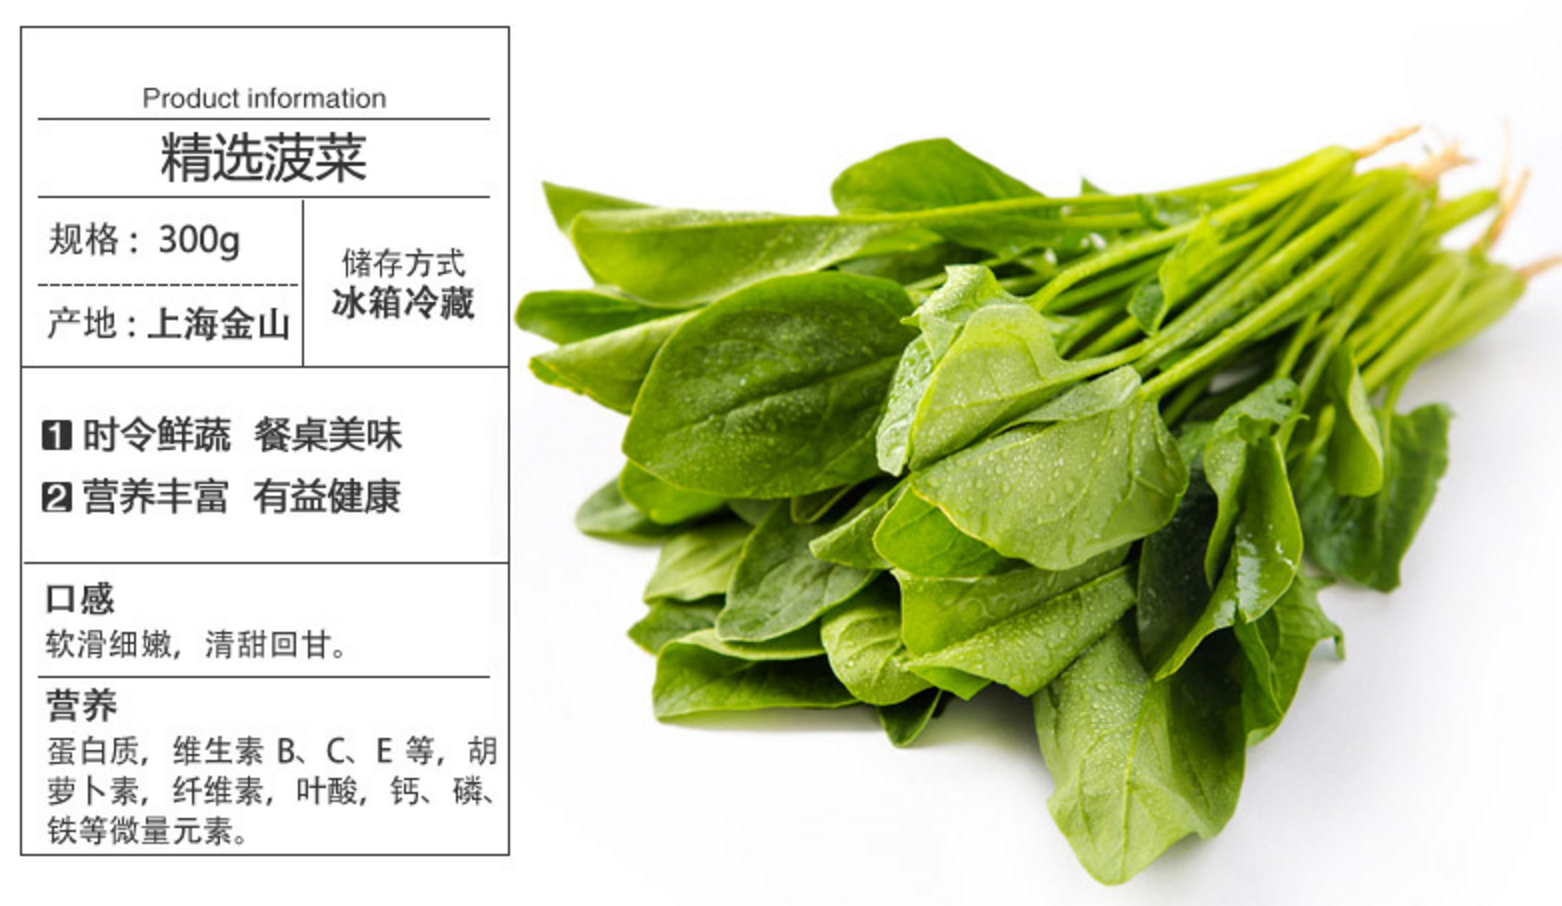 Product information
精选菠菜
规格：300g
产地：上海金山
储存方式
冰箱冷藏
1 时令鲜蔬 餐桌美味
2 营养丰富 有益健康
口感
软滑细嫩，清甜回甘。
营养
蛋白质，维生素 B、C、E 等，胡
萝卜素，纤维素，叶酸，钙、磷、
铁等微量元素。